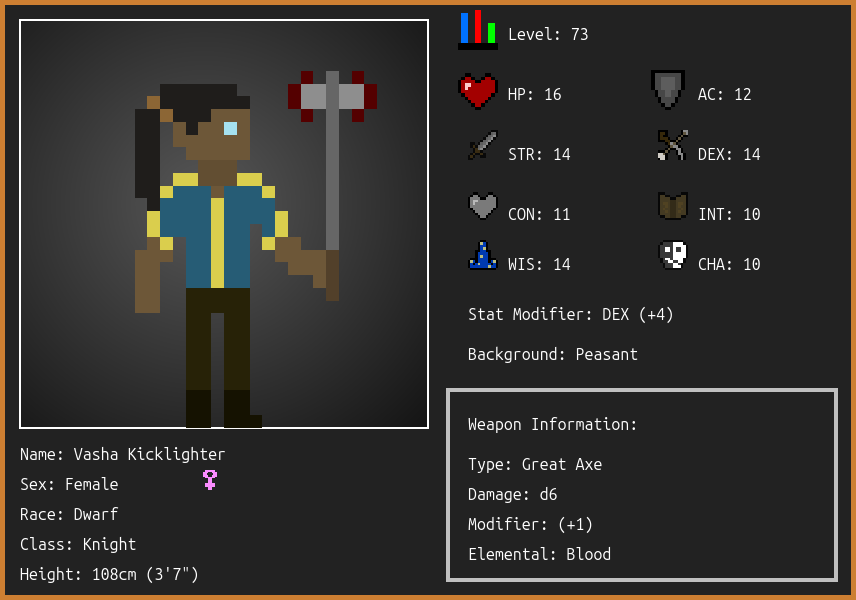 Level: 73
HP: 16
AC: 12
STR: 14
DEX: 14
CON: 11
INT: 10
WIS: 14
CHA: 10
Stat Modifier: DEX (+4)
Background: Peasant
Weapon Information:
Type: Great Axe
Damage: d6
Modifier: (+1)
Elemental: Blood
Name: Vasha Kicklighter
Sex: Female
Race: Dwarf
Class: Knight
Height: 108cm (3'7")